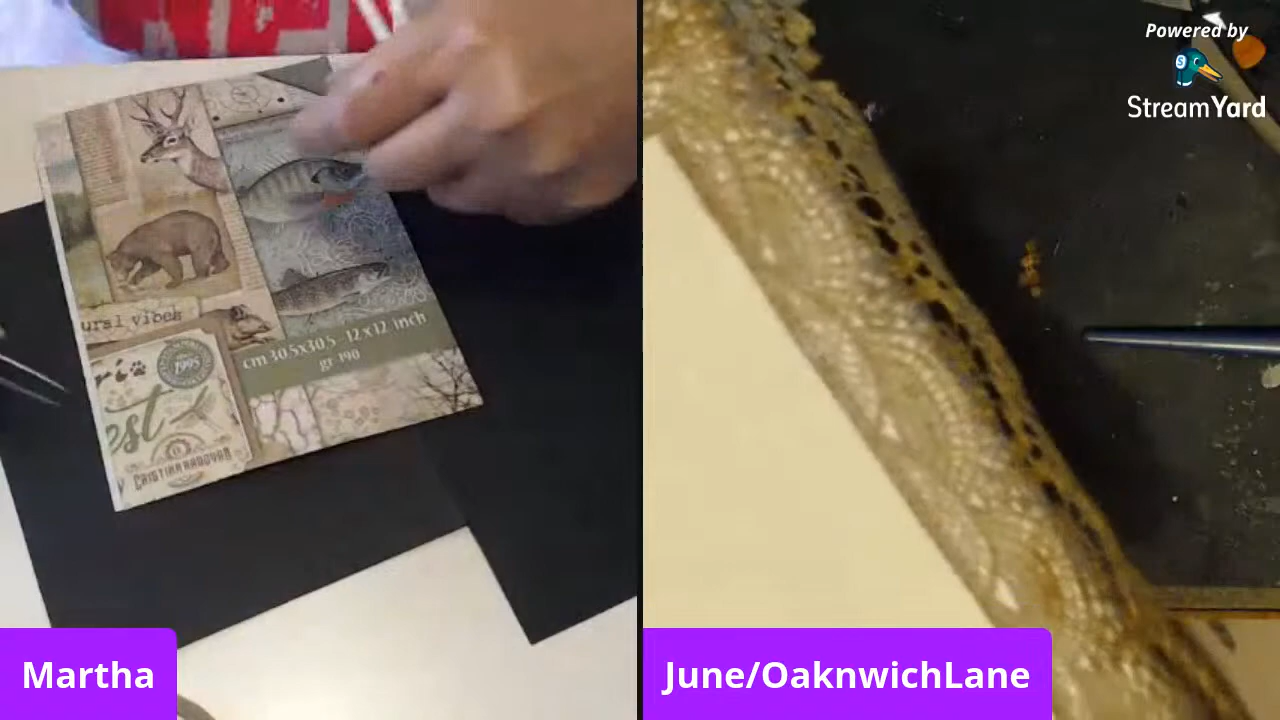 Powered by
StreamYard
ural vibes
cm 30.5x30.5 - 12x12 inch
gr 190
1995
est
CRISTINA RADOVAN
Martha
June/OaknwichLane